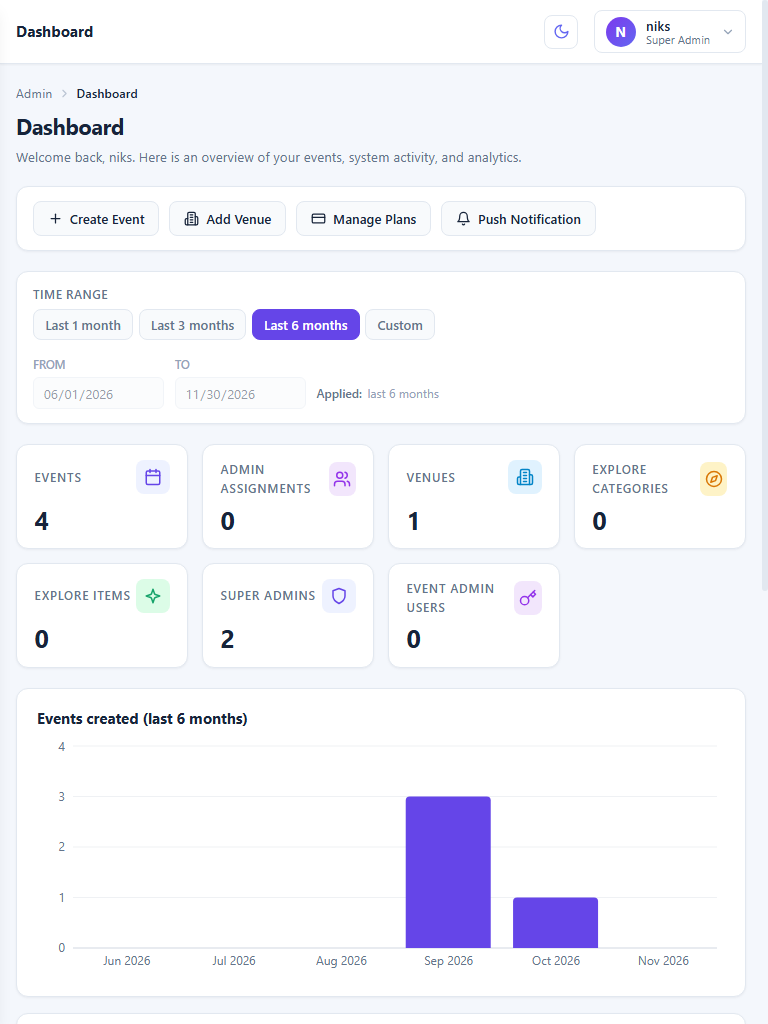 Dashboard
N
niks
Super Admin
Admin
Dashboard
Dashboard
Welcome back, niks. Here is an overview of your events, system activity, and analytics.
Create Event
Add Venue
Manage Plans
Push Notification
TIME RANGE
Last 1 month
Last 3 months
Last 6 months
Custom
FROM
TO
06/01/2026
11/30/2026
Applied: last 6 months
EVENTS
4
ADMIN
ASSIGNMENTS
0
VENUES
1
EXPLORE
CATEGORIES
0
EXPLORE ITEMS
0
SUPER ADMINS
2
EVENT ADMIN
USERS
0
Events created (last 6 months)
4
3
2
1
0
Jun 2026
Jul 2026
Aug 2026
Sep 2026
Oct 2026
Nov 2026